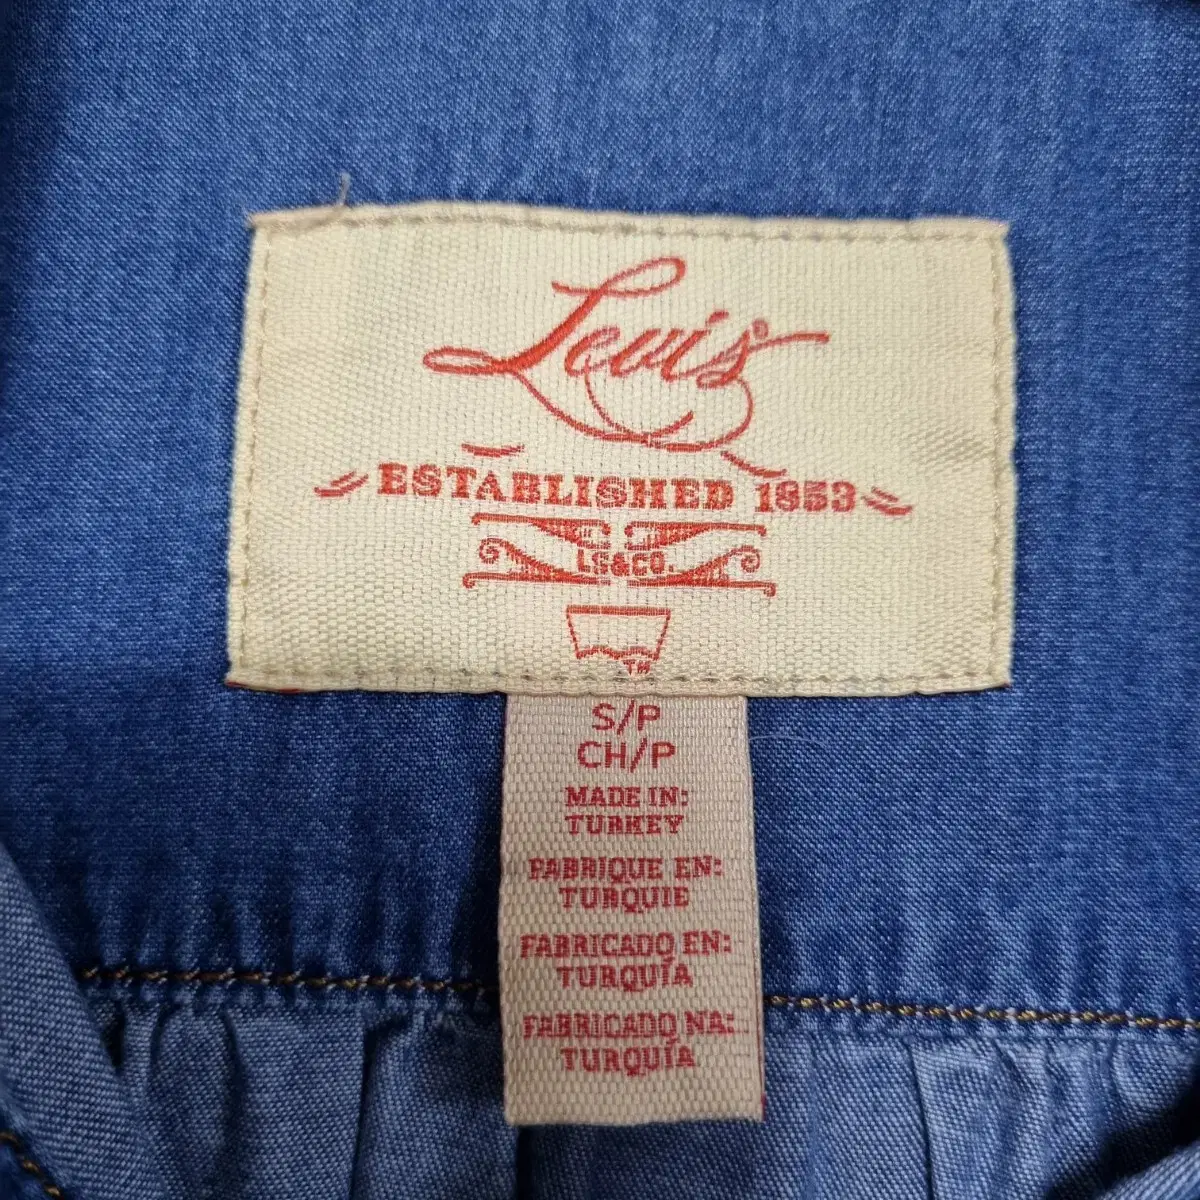 Levi's®
ESTABLISHED 1853
LS&CO.
TM
S/P
CH/P
MADE IN:
TURKEY
FABRIQUE EN:
TURQUIE
FABRICADO EN:
TURQUÍA
FABRICADO NA:
TURQUÍA